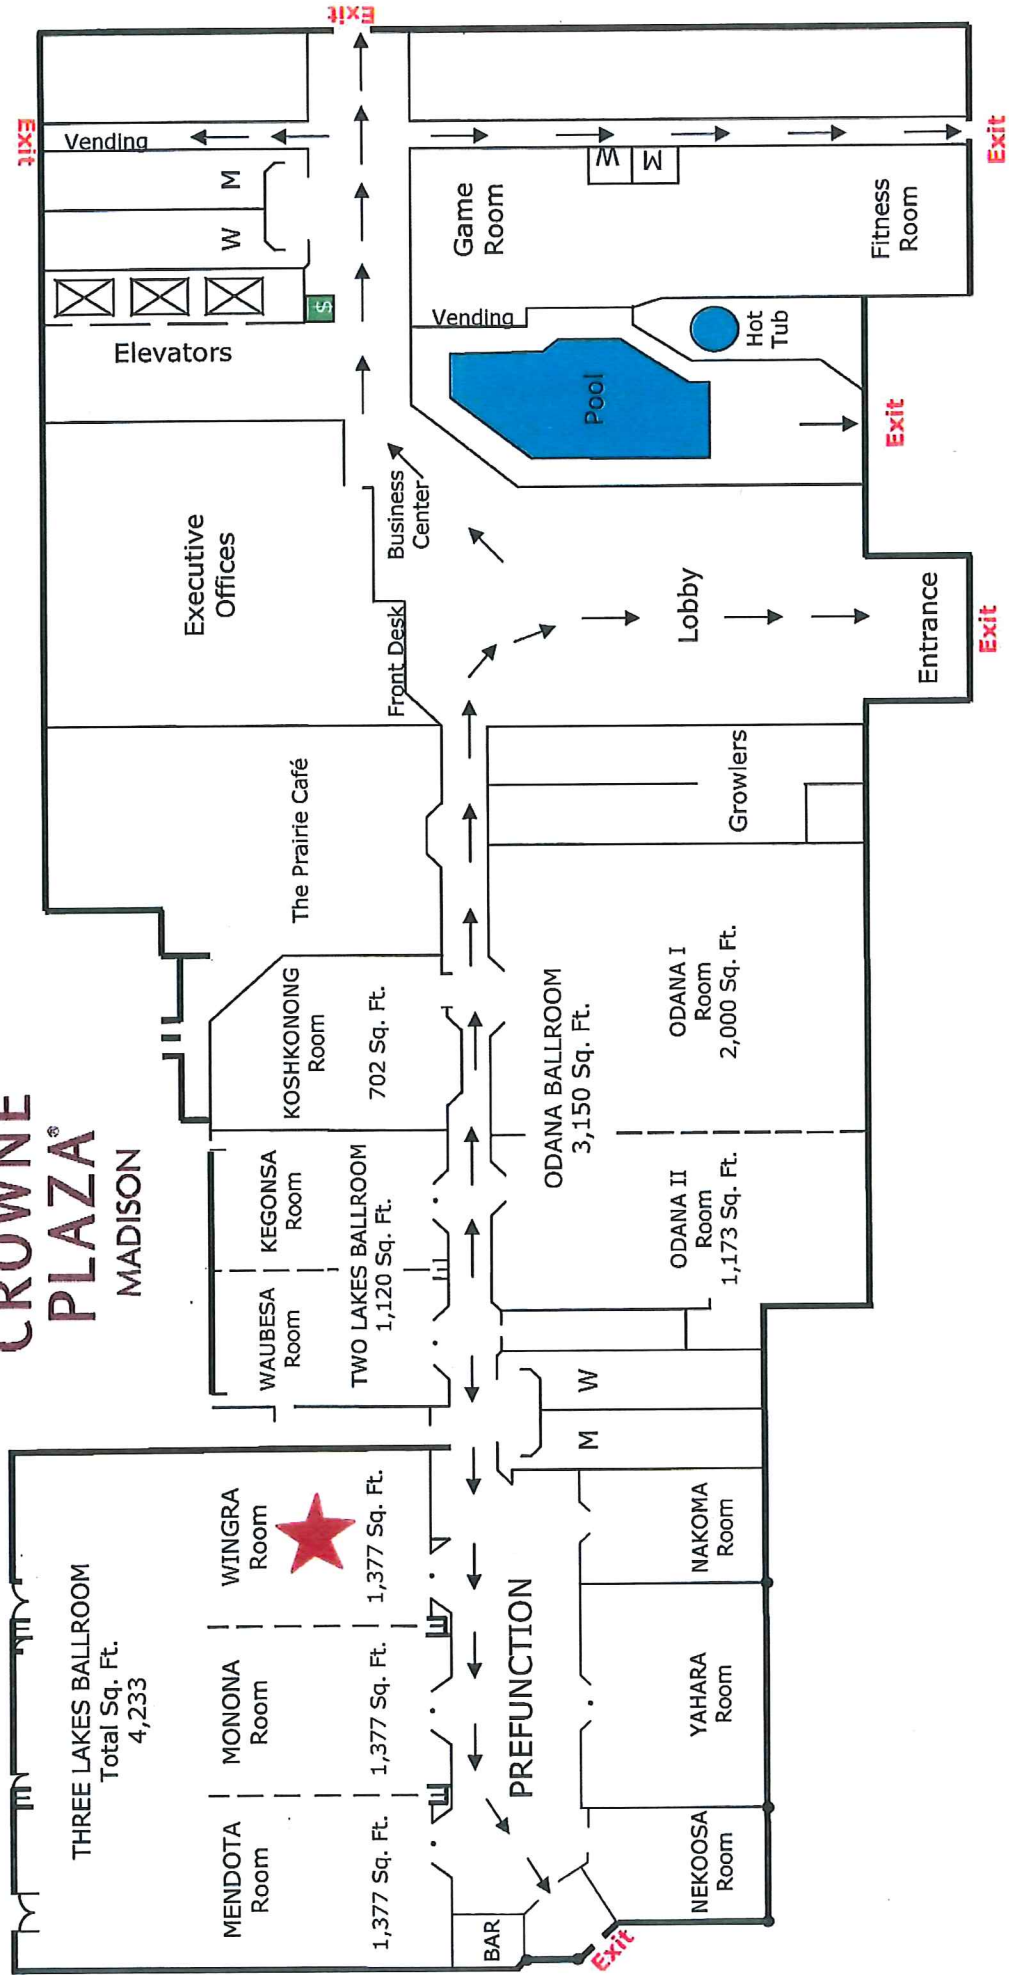 CROWNE
PLAZA®
MADISON
THREE LAKES BALLROOM
Total Sq. Ft.
4,233
MENDOTA
Room
1,377 Sq. Ft.
MONONA
Room
1,377 Sq. Ft.
WINGRA
Room
1,377 Sq. Ft.
WAUBESA
Room
KEGONSA
Room
TWO LAKES BALLROOM
1,120 Sq. Ft.
KOSHKONONG
Room
702 Sq. Ft.
The Prairie Café
Executive
Offices
Front Desk
Business
Center
Elevators
$
W
M
Vending
Exit
Exit
BAR
Exit
PREFUNCTION
NEKOOSA
Room
YAHARA
Room
NAKOMA
Room
M
W
ODANA BALLROOM
3,150 Sq. Ft.
ODANA II
Room
1,173 Sq. Ft.
ODANA I
Room
2,000 Sq. Ft.
Growlers
Lobby
Entrance
Exit
Pool
Hot
Tub
Exit
Vending
Game
Room
W
M
Fitness
Room
Exit